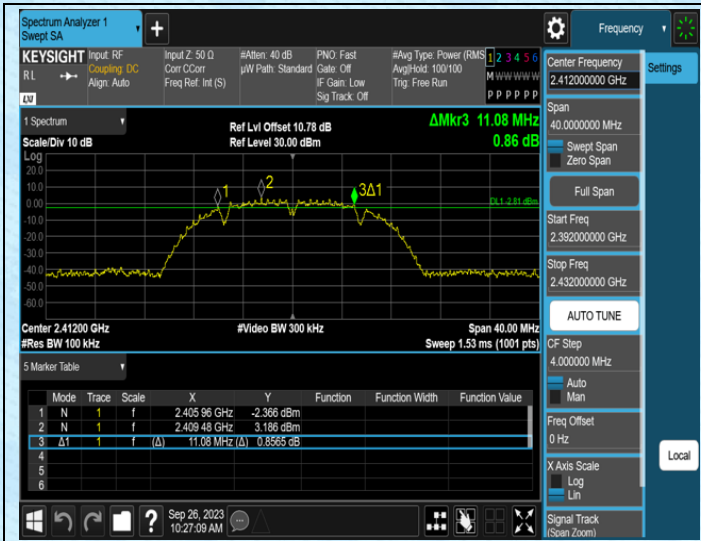 Spectrum Analyzer 1
Swept SA
Frequency
KEYSIGHT
RL
LXI
Input: RF
Coupling: DC
Align: Auto
Input Z: 50 Ω
Corr CCorr
Freq Ref: Int (S)
#Atten: 40 dB
µW Path: Standard
PNO: Fast
Gate: Off
IF Gain: Low
Sig Track: Off
#Avg Type: Power (RMS
Avg|Hold: 100/100
Trig: Free Run
1 2 3 4 5 6
M W W W W W
P P P P P P
1 Spectrum
Scale/Div 10 dB
Ref Lvl Offset 10.78 dB
Ref Level 30.00 dBm
ΔMkr3 11.08 MHz
0.86 dB
Log
20.0
10.0
0.00
-10.0
-20.0
-30.0
-40.0
-50.0
-60.0
1
2
3Δ1
DL1 -2.81 dBm
Center 2.41200 GHz
#Video BW 300 kHz
Span 40.00 MHz
#Res BW 100 kHz
Sweep 1.53 ms (1001 pts)
5 Marker Table
Mode Trace Scale X Y Function Function Width Function Value
1 N 1 f 2.405 96 GHz -2.366 dBm
2 N 1 f 2.409 48 GHz 3.186 dBm
3 Δ1 1 f (Δ) 11.08 MHz (Δ) 0.8565 dB
4
5
6
Sep 26, 2023
10:27:09 AM
?
Center Frequency
2.412000000 GHz
Span
40.0000000 MHz
Swept Span
Zero Span
Full Span
Start Freq
2.392000000 GHz
Stop Freq
2.432000000 GHz
AUTO TUNE
CF Step
4.000000 MHz
Auto
Man
Freq Offset
0 Hz
X Axis Scale
Log
Lin
Signal Track
(Span Zoom)
Settings
Local